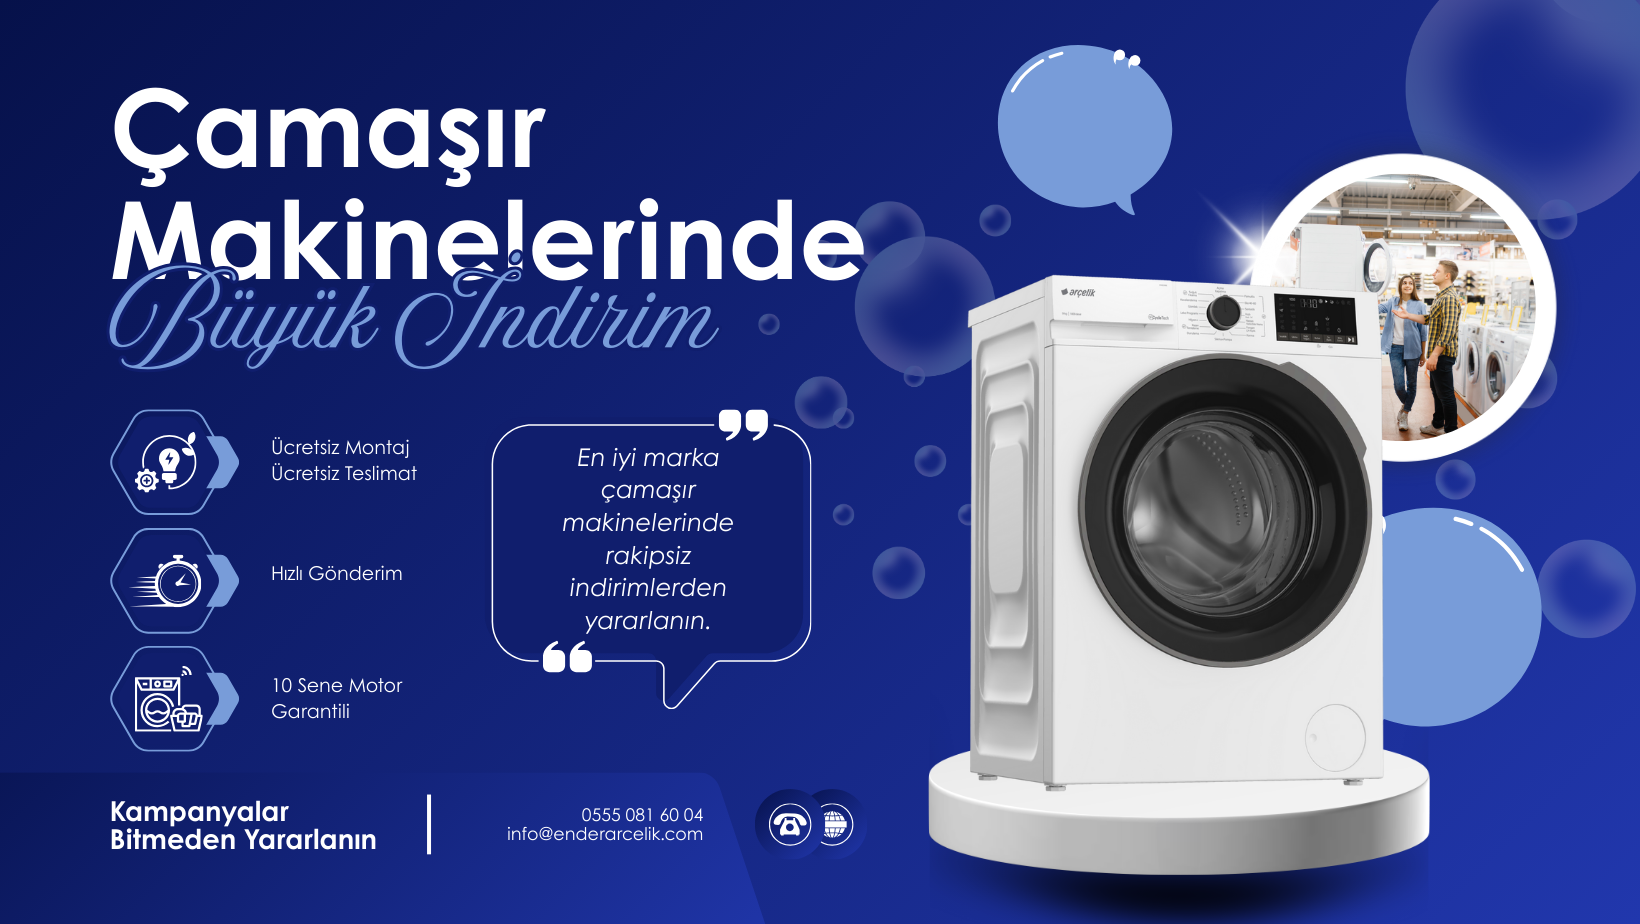 Çamaşır
Makinelerinde
Büyük İndirim
Ücretsiz Montaj
Ücretsiz Teslimat
Hızlı Gönderim
10 Sene Motor
Garantili
En iyi marka
çamaşır
makinelerinde
rakipsiz
indirimlerden
yararlanın.
Kampanyalar
Bitmeden Yararlanın
0555 081 60 04
info@enderarcelik.com
arçelik